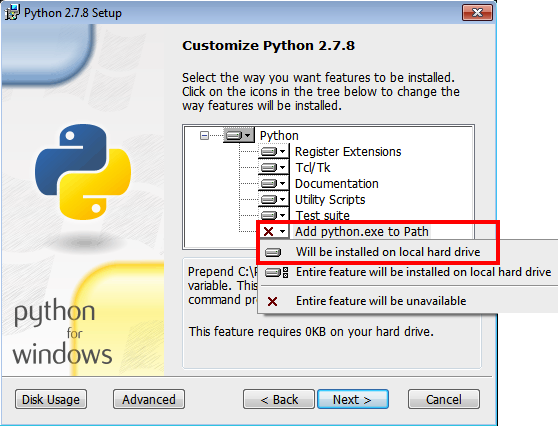 Python 2.7.8 Setup
Customize Python 2.7.8
Select the way you want features to be installed.
Click on the icons in the tree below to change the
way features will be installed.
Python
Register Extensions
Tcl/Tk
Documentation
Utility Scripts
Test suite
Add python.exe to Path
Will be installed on local hard drive
Entire feature will be installed on local hard drive
Entire feature will be unavailable
Prepend C:\
variable. This
command
This feature requires 0KB on your hard drive.
python
for
windows
Disk Usage
Advanced
< Back
Next >
Cancel